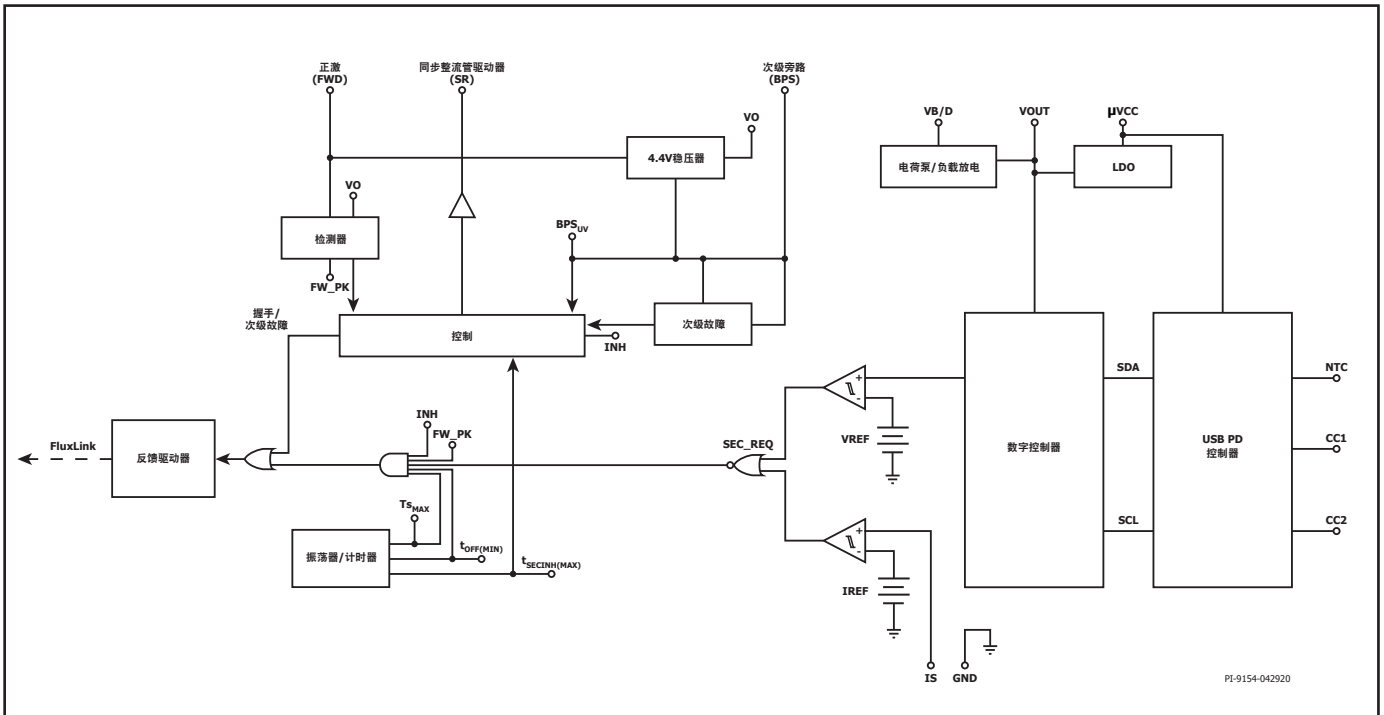 正激
(FWD)
同步整流管驱动器
(SR)
次级旁路
(BPS)
VB/D
VOUT
µVCC
VO
4.4V稳压器
电荷泵/负载放电
LDO
VO
检测器
BPSUV
FW_PK
握手/
次级故障
控制
次级故障
INH
SDA
NTC
INH
FW_PK
SEC_REQ
VREF
数字控制器
USB PD
控制器
CC1
FluxLink
反馈驱动器
TsMAX
振荡器/计时器
tOFF(MIN)
tSECINH(MAX)
SCL
CC2
IREF
IS
GND
PI-9154-042920
+
-
+
-